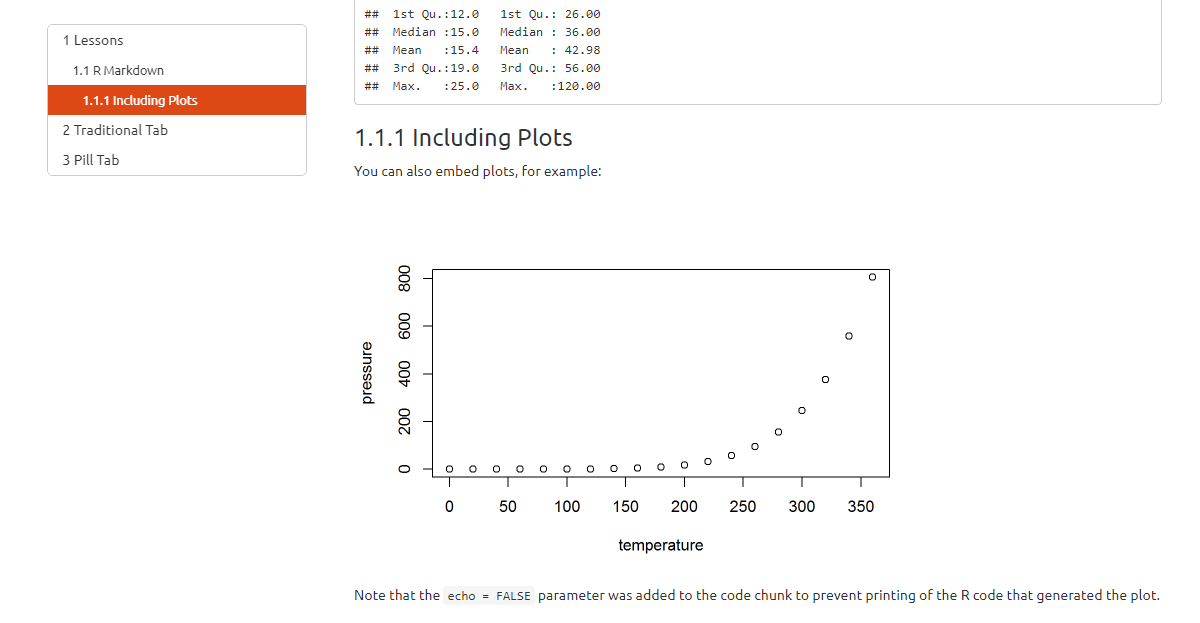 1 Lessons
1.1 R Markdown
1.1.1 Including Plots
2 Traditional Tab
3 Pill Tab
##  1st Qu.:12.0   1st Qu.: 26.00
##  Median :15.0   Median : 36.00
##  Mean   :15.4   Mean   : 42.98
##  3rd Qu.:19.0   3rd Qu.: 56.00
##  Max.   :25.0   Max.   :120.00
1.1.1 Including Plots
You can also embed plots, for example:
pressure
800
600
400
200
0
0 50 100 150 200 250 300 350
temperature
Note that the echo = FALSE parameter was added to the code chunk to prevent printing of the R code that generated the plot.